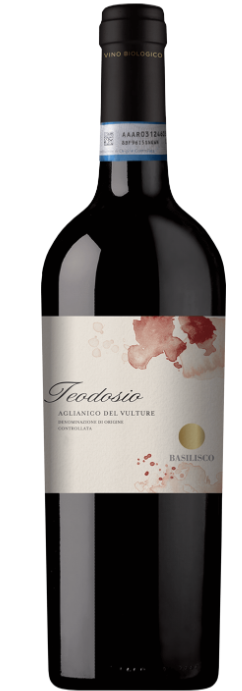 VINO BIOLOGICO
Teodosio
AGLIANICO DEL VULTURE
DENOMINAZIONE DI ORIGINE
CONTROLLATA
BASILISCO